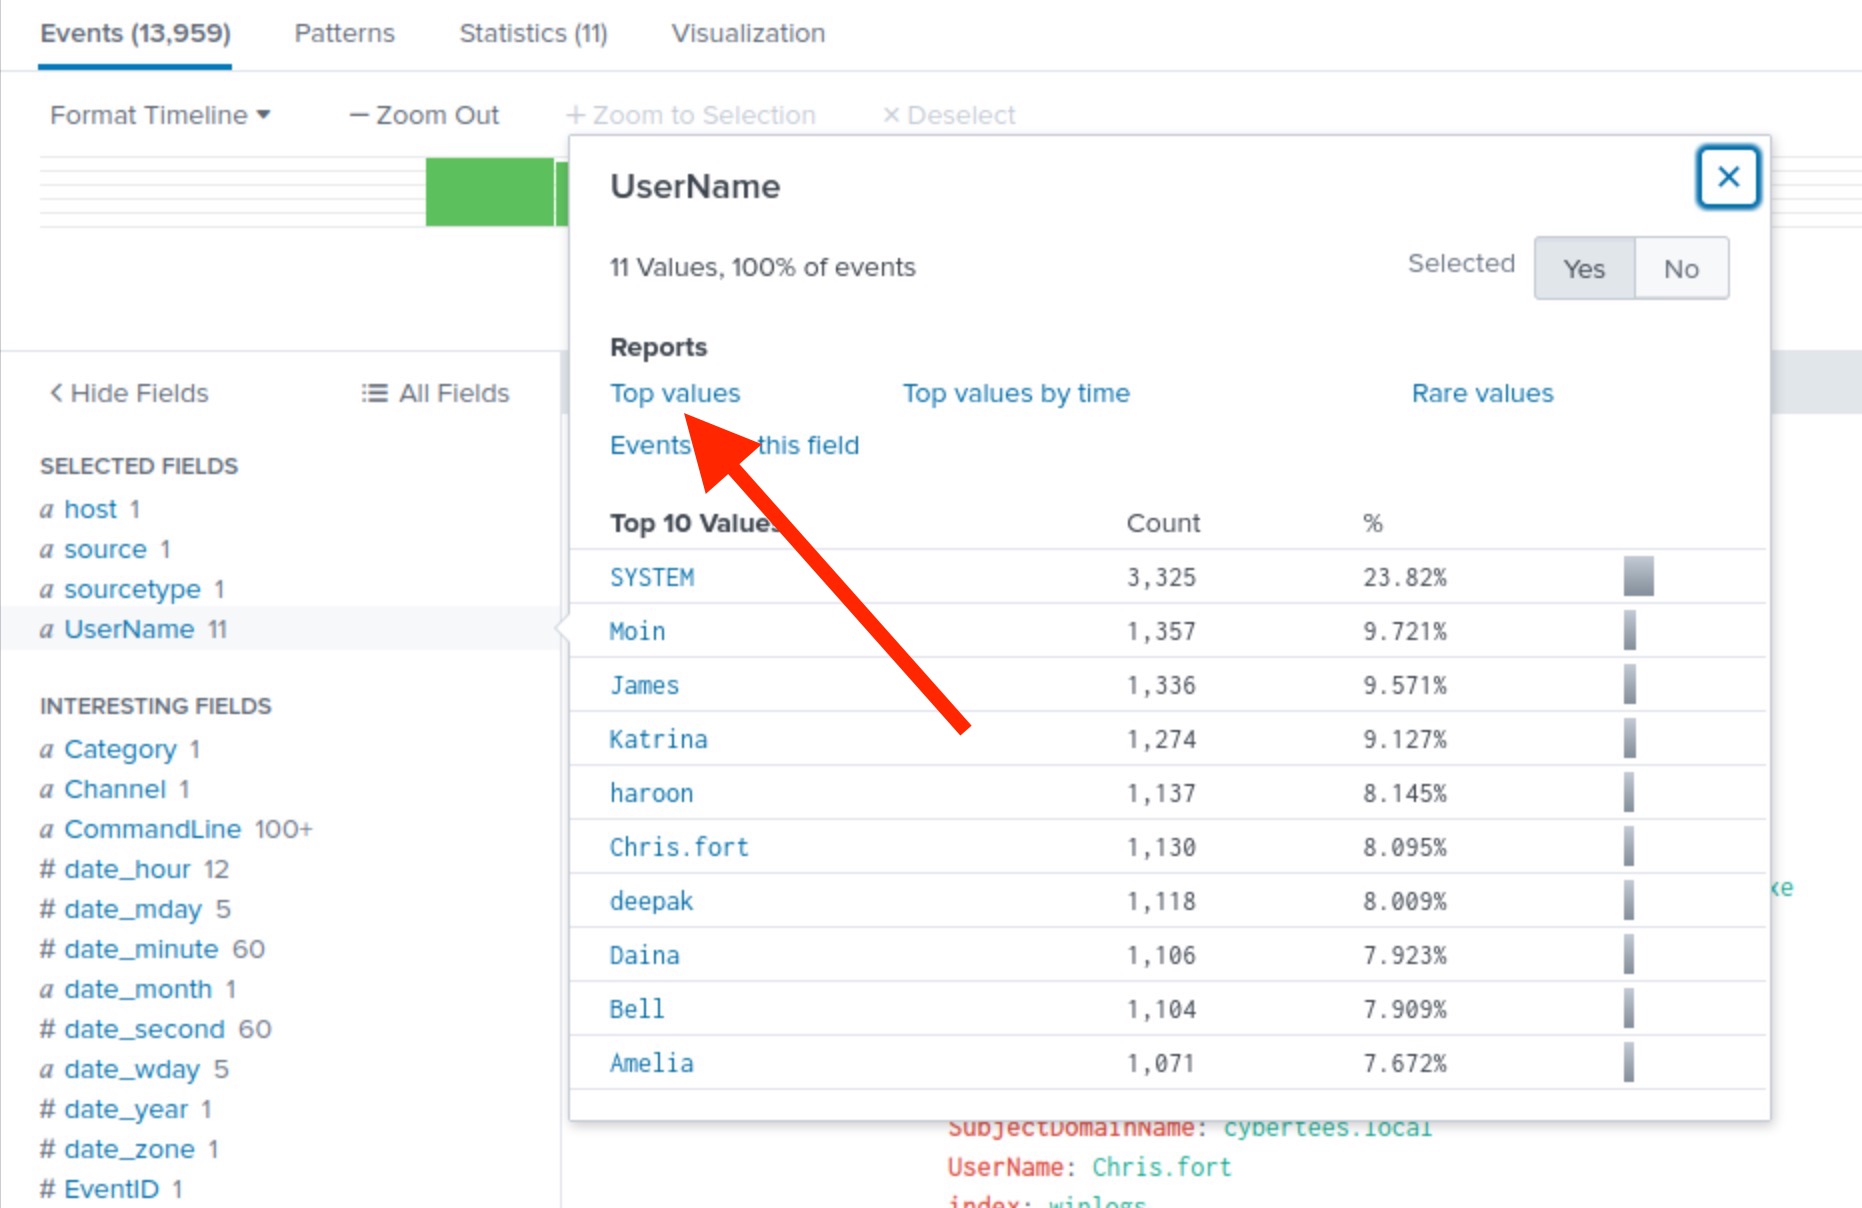 Events (13,959) Patterns Statistics (11) Visualization
Format Timeline — Zoom Out + Zoom to Selection × Deselect
UserName
11 Values, 100% of events Selected Yes No
Reports
Top values Top values by time Rare values
Events this field
Top 10 Values Count %
SYSTEM 3,325 23.82%
Moin 1,357 9.721%
James 1,336 9.571%
Katrina 1,274 9.127%
haroon 1,137 8.145%
Chris.fort 1,130 8.095%
deepak 1,118 8.009%
Daina 1,106 7.923%
Bell 1,104 7.909%
Amelia 1,071 7.672%
< Hide Fields All Fields
SELECTED FIELDS
a host 1
a source 1
a sourcetype 1
a UserName 11
INTERESTING FIELDS
a Category 1
a Channel 1
a CommandLine 100+
# date_hour 12
# date_mday 5
# date_minute 60
a date_month 1
# date_second 60
a date_wday 5
# date_year 1
# date_zone 1
# EventID 1
xe
SubjectDomainName: cybertees.local
UserName: Chris.fort
index: winlogs